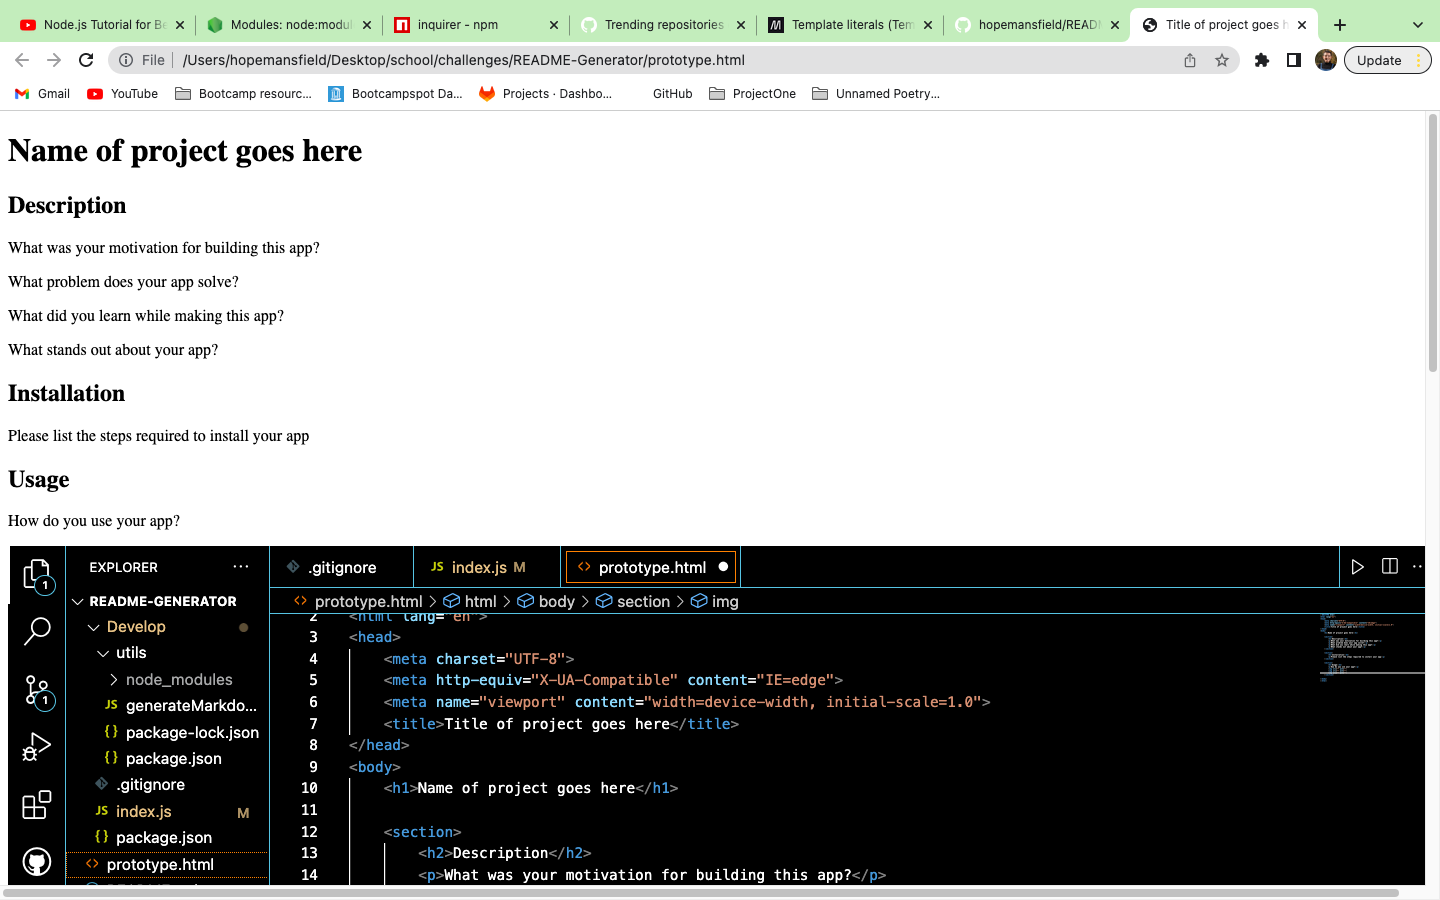 Node.js Tutorial for Be
Modules: node:modul
inquirer - npm
Trending repositories
Template literals (Tem
hopemansfield/READM
Title of project goes h
File
/Users/hopemansfield/Desktop/school/challenges/README-Generator/prototype.html
Update
Gmail
YouTube
Bootcamp resourc...
Bootcampspot Da...
Projects · Dashbo...
GitHub
ProjectOne
Unnamed Poetry...
Name of project goes here
Description
What was your motivation for building this app?
What problem does your app solve?
What did you learn while making this app?
What stands out about your app?
Installation
Please list the steps required to install your app
Usage
How do you use your app?
1
1
EXPLORER ...
README-GENERATOR
Develop
utils
node_modules
JS generateMarkdo...
{} package-lock.json
{} package.json
.gitignore
JS index.js M
{} package.json
<> prototype.html
.gitignore
JS index.js M
<> prototype.html
<> prototype.html > html > body > section > img
2 <html lang="en">
3 <head>
4 <meta charset="UTF-8">
5 <meta http-equiv="X-UA-Compatible" content="IE=edge">
6 <meta name="viewport" content="width=device-width, initial-scale=1.0">
7 <title>Title of project goes here</title>
8 </head>
9 <body>
10 <h1>Name of project goes here</h1>
11
12 <section>
13 <h2>Description</h2>
14 <p>What was your motivation for building this app?</p>